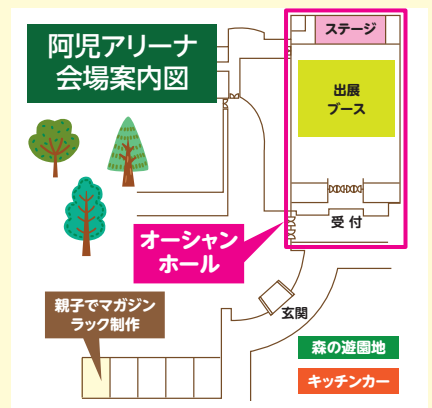 阿児アリーナ
会場案内図
ステージ
出展
ブース
受付
オーシャン
ホール
玄関
親子でマガジン
ラック制作
森の遊園地
キッチンカー